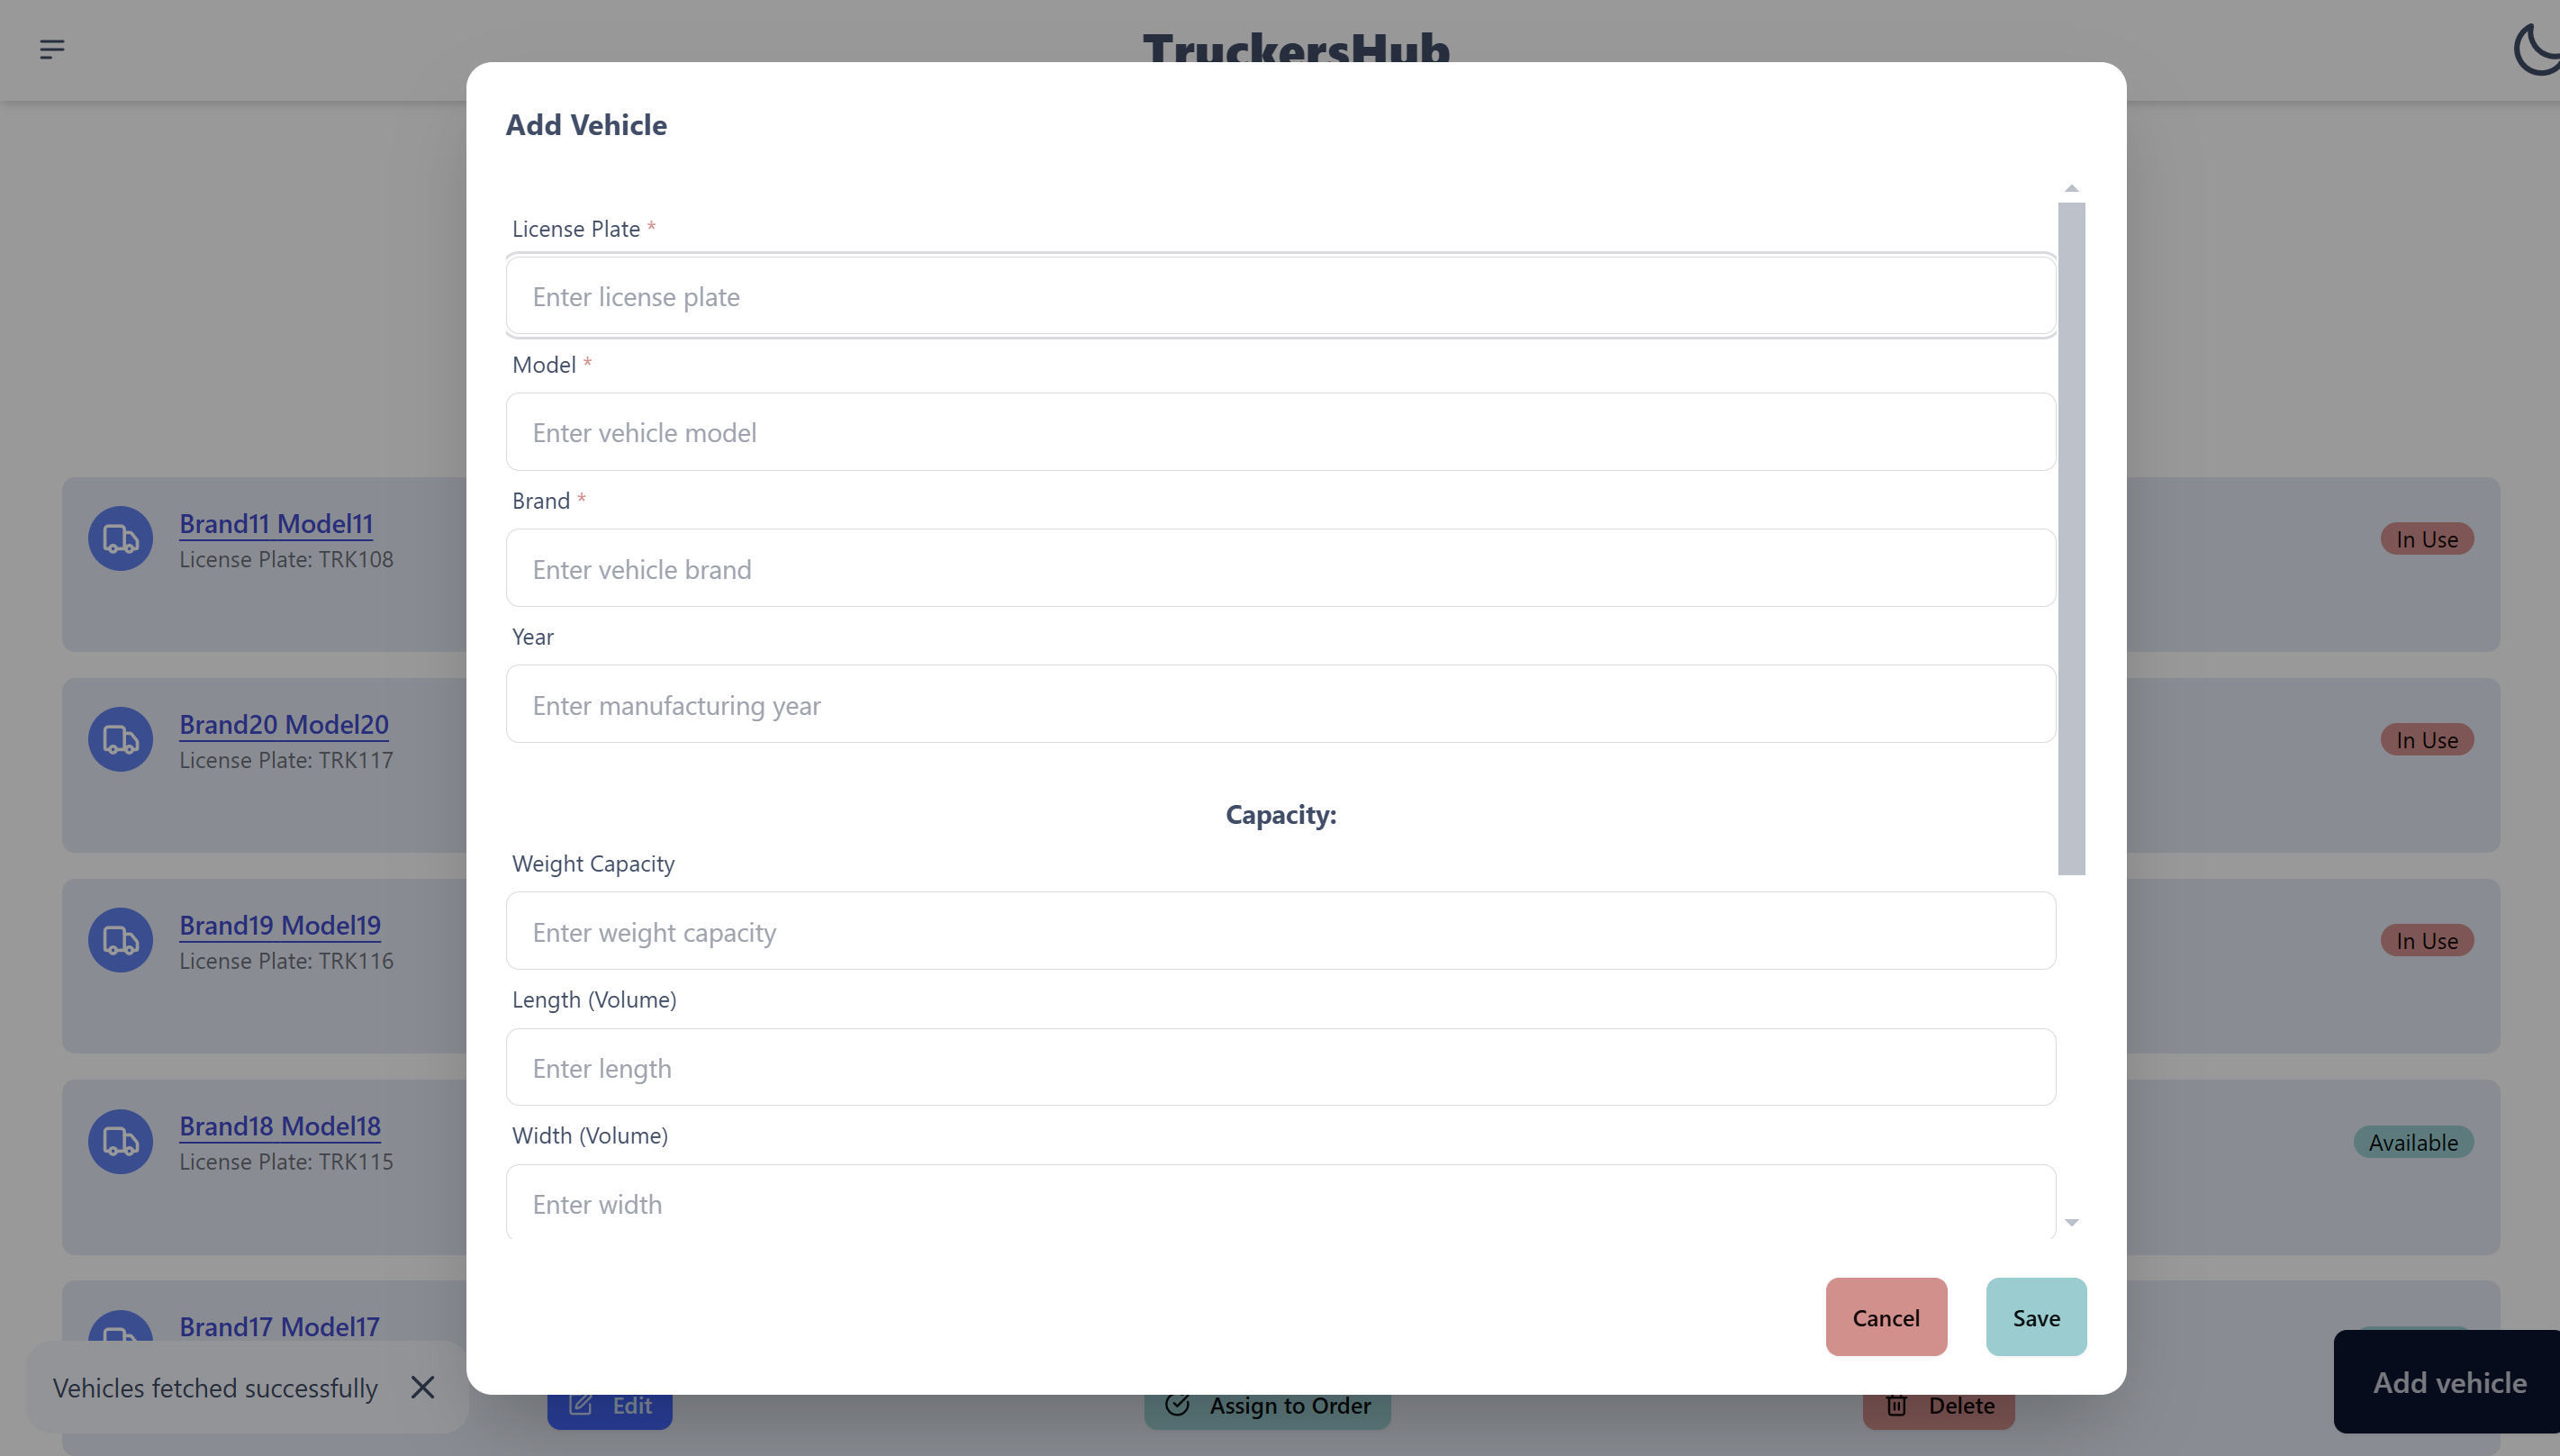 TruckersHub
Add Vehicle
License Plate *
Enter license plate
Model *
Enter vehicle model
Brand *
Enter vehicle brand
Year
Enter manufacturing year
Capacity:
Weight Capacity
Enter weight capacity
Length (Volume)
Enter length
Width (Volume)
Enter width
Cancel
Save
Brand11 Model11
License Plate: TRK108
In Use
Brand20 Model20
License Plate: TRK117
In Use
Brand19 Model19
License Plate: TRK116
In Use
Brand18 Model18
License Plate: TRK115
Available
Brand17 Model17
Vehicles fetched successfully
Edit
Assign to Order
Delete
Add vehicle